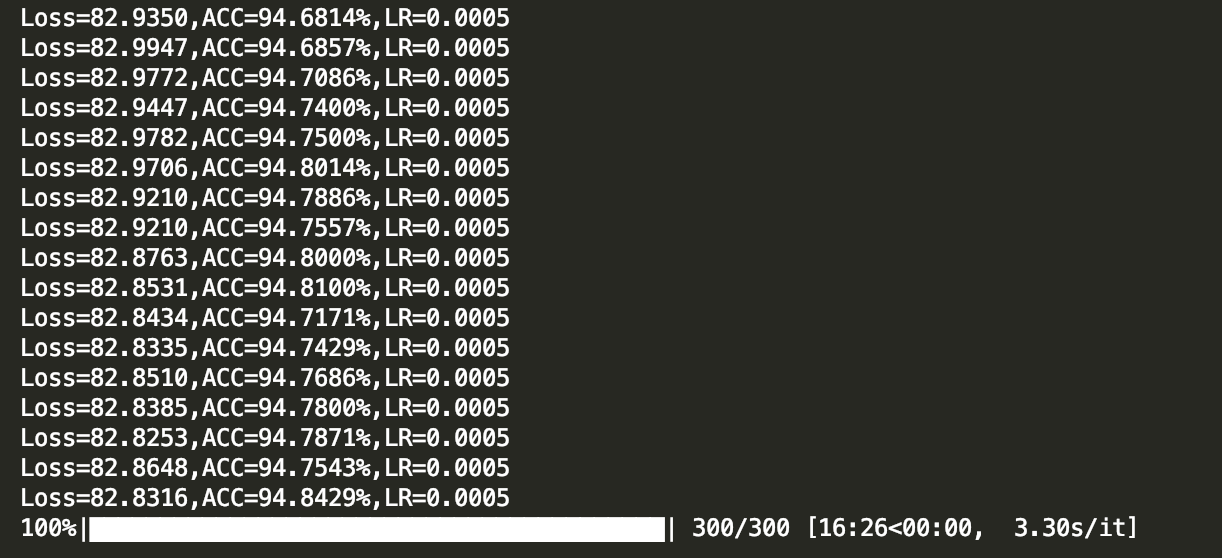 Loss=82.9350,ACC=94.6814%,LR=0.0005
Loss=82.9947,ACC=94.6857%,LR=0.0005
Loss=82.9772,ACC=94.7086%,LR=0.0005
Loss=82.9447,ACC=94.7400%,LR=0.0005
Loss=82.9782,ACC=94.7500%,LR=0.0005
Loss=82.9706,ACC=94.8014%,LR=0.0005
Loss=82.9210,ACC=94.7886%,LR=0.0005
Loss=82.9210,ACC=94.7557%,LR=0.0005
Loss=82.8763,ACC=94.8000%,LR=0.0005
Loss=82.8531,ACC=94.8100%,LR=0.0005
Loss=82.8434,ACC=94.7171%,LR=0.0005
Loss=82.8335,ACC=94.7429%,LR=0.0005
Loss=82.8510,ACC=94.7686%,LR=0.0005
Loss=82.8385,ACC=94.7800%,LR=0.0005
Loss=82.8253,ACC=94.7871%,LR=0.0005
Loss=82.8648,ACC=94.7543%,LR=0.0005
Loss=82.8316,ACC=94.8429%,LR=0.0005
100%| | 300/300 [16:26<00:00,  3.30s/it]